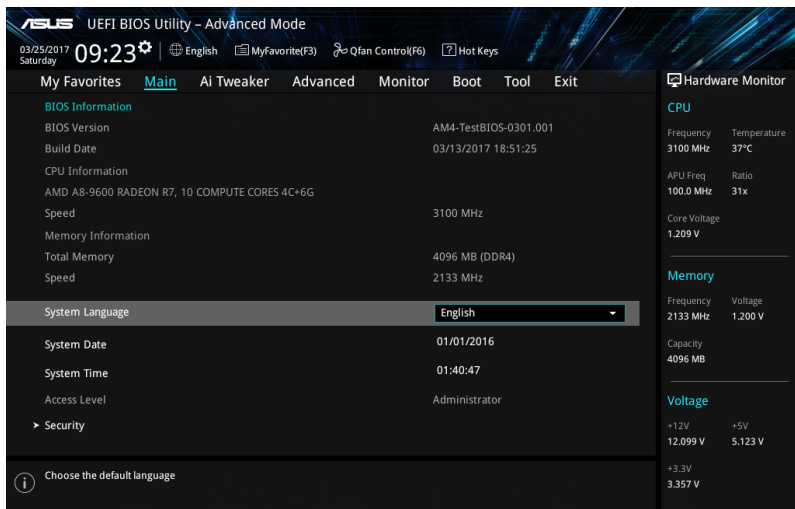 ASUS UEFI BIOS Utility – Advanced Mode
03/25/2017
Saturday
09:23
English
MyFavorite(F3)
Qfan Control(F6)
? Hot Keys
My Favorites Main Ai Tweaker Advanced Monitor Boot Tool Exit
BIOS Information
BIOS Version AM4-TestBIOS-0301.001
Build Date 03/13/2017 18:51:25
CPU Information
AMD A8-9600 RADEON R7, 10 COMPUTE CORES 4C+6G
Speed 3100 MHz
Memory Information
Total Memory 4096 MB (DDR4)
Speed 2133 MHz
System Language English
System Date 01/01/2016
System Time 01:40:47
Access Level Administrator
Security
Choose the default language
Hardware Monitor
CPU
Frequency Temperature
3100 MHz 37°C
APU Freq Ratio
100.0 MHz 31x
Core Voltage
1.209 V
Memory
Frequency Voltage
2133 MHz 1.200 V
Capacity
4096 MB
Voltage
+12V +5V
12.099 V 5.123 V
+3.3V
3.357 V